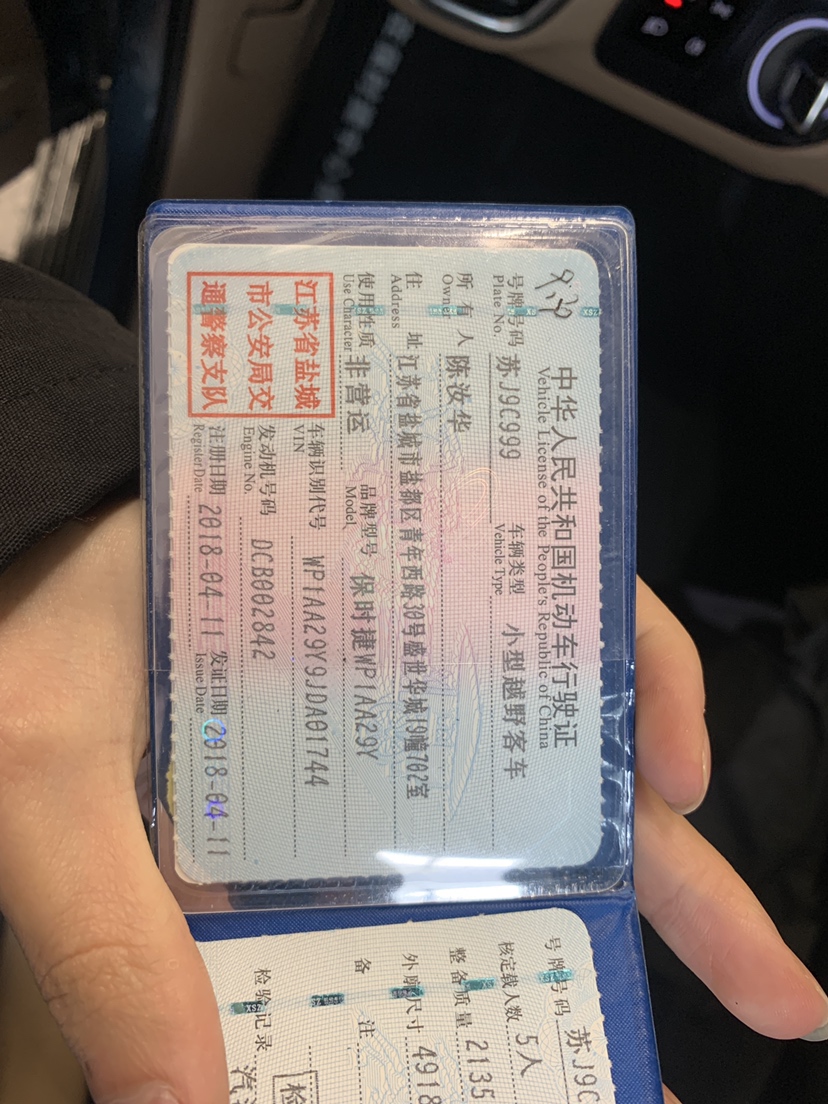 中华人民共和国机动车行驶证
Vehicle License of the People's Republic of China
号牌号码 苏J9C999 车辆类型 小型越野客车
Plate No. Vehicle Type
所有人 陈汝华
Owner
住址 江苏省盐城市盐都区青年西路30号盛世华城19幢702室
Address
使用性质 非营运 品牌型号 保时捷WP1AA29Y
Use Character Model
江苏省盐城
市公安局交
通警察支队
车辆识别代号 WP1AA29Y9JDA01744
VIN
发动机号码 DCB002842
Engine No.
注册日期 2018-04-11 发证日期 2018-04-11
Register Date Issue Date
号牌号码 苏J9C
核定载人数 5人
整备质量 2135
外廓尺寸 4918
备注
检验记录